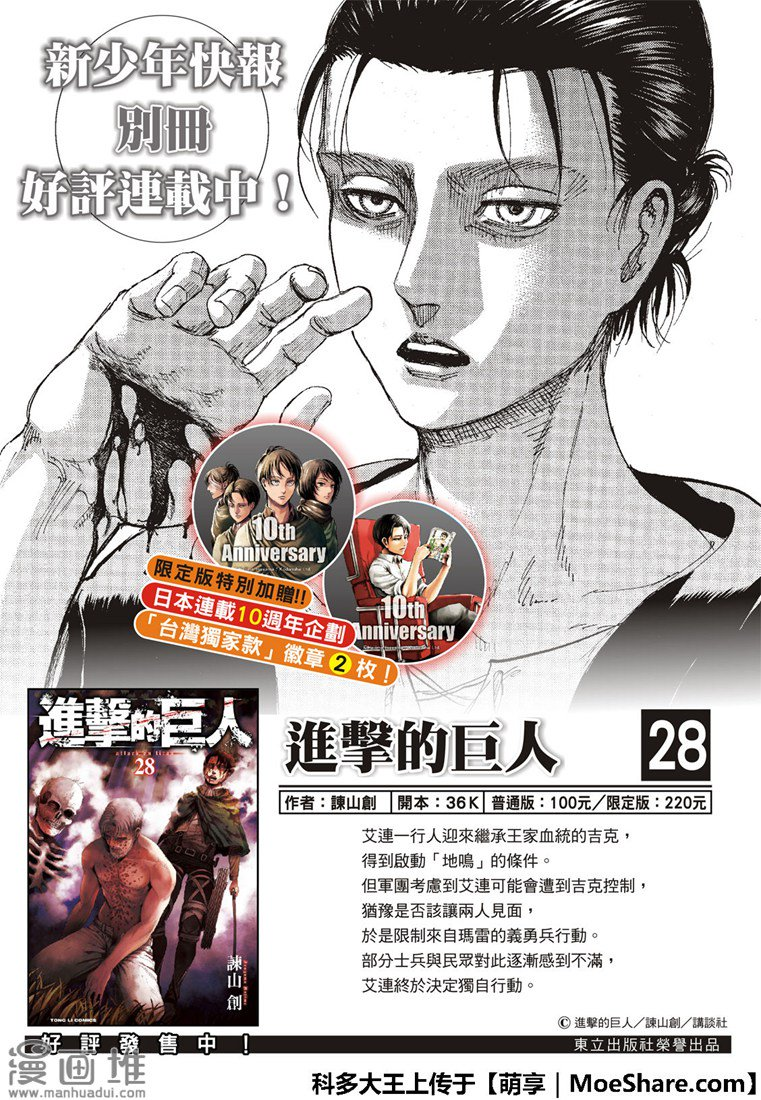 新少年快報
別冊
好評連載中！
10th
Anniversary
10th
Anniversary
限定版特別加贈!!
日本連載10週年企劃
「台灣獨家款」徽章2枚！
進擊的巨人
attack on titan
28
諫山創
TONG LI COMICS
進擊的巨人
28
作者：諫山創
開本：36K
普通版：100元／限定版：220元
艾連一行人迎來繼承王家血統的吉克，
得到啟動「地鳴」的條件。
但軍團考慮到艾連可能會遭到吉克控制，
猶豫是否該讓兩人見面，
於是限制來自瑪雷的義勇兵行動。
部分士兵與民眾對此逐漸感到不滿，
艾連終於決定獨自行動。
© 進擊的巨人／諫山創／講談社
好評發售中！
東立出版社榮譽出品
漫画堆
www.manhuadui.com
科多大王上传于【萌享｜MoeShare.com】